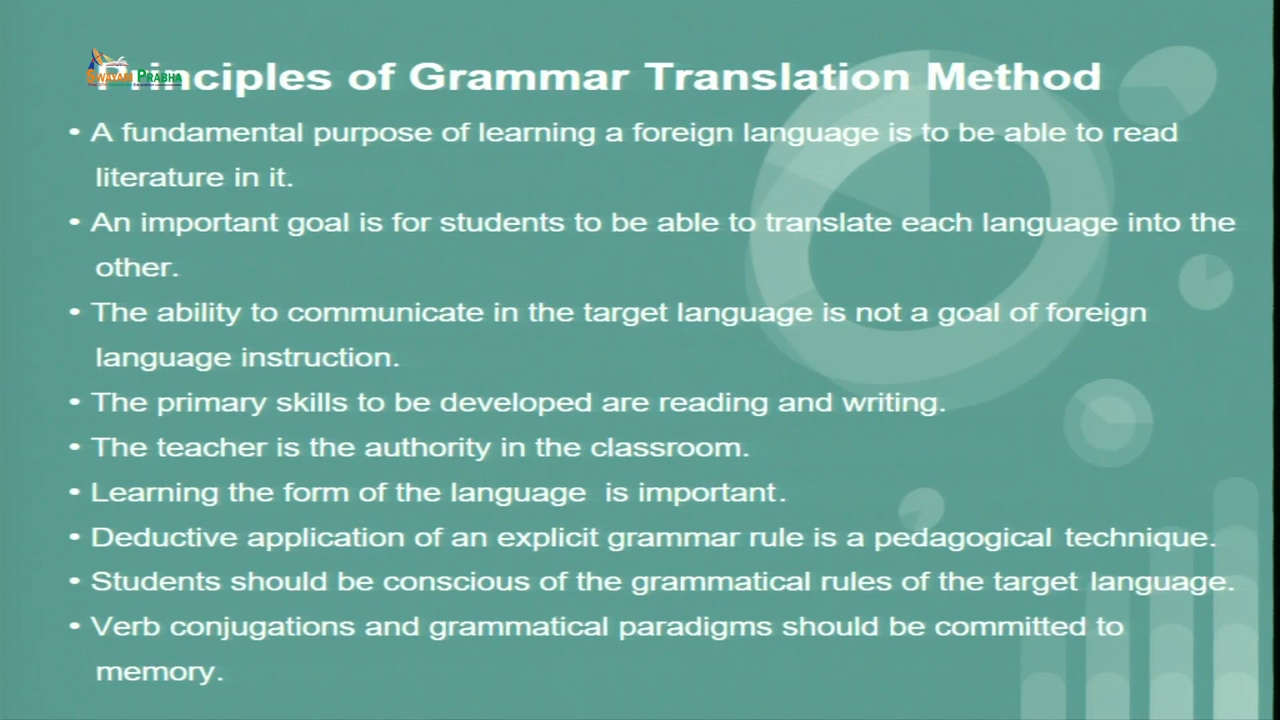 SWAYAM PRABHA
Principles of Grammar Translation Method
• A fundamental purpose of learning a foreign language is to be able to read
literature in it.
• An important goal is for students to be able to translate each language into the
other.
• The ability to communicate in the target language is not a goal of foreign
language instruction.
• The primary skills to be developed are reading and writing.
• The teacher is the authority in the classroom.
• Learning the form of the language is important.
• Deductive application of an explicit grammar rule is a pedagogical technique.
• Students should be conscious of the grammatical rules of the target language.
• Verb conjugations and grammatical paradigms should be committed to
memory.